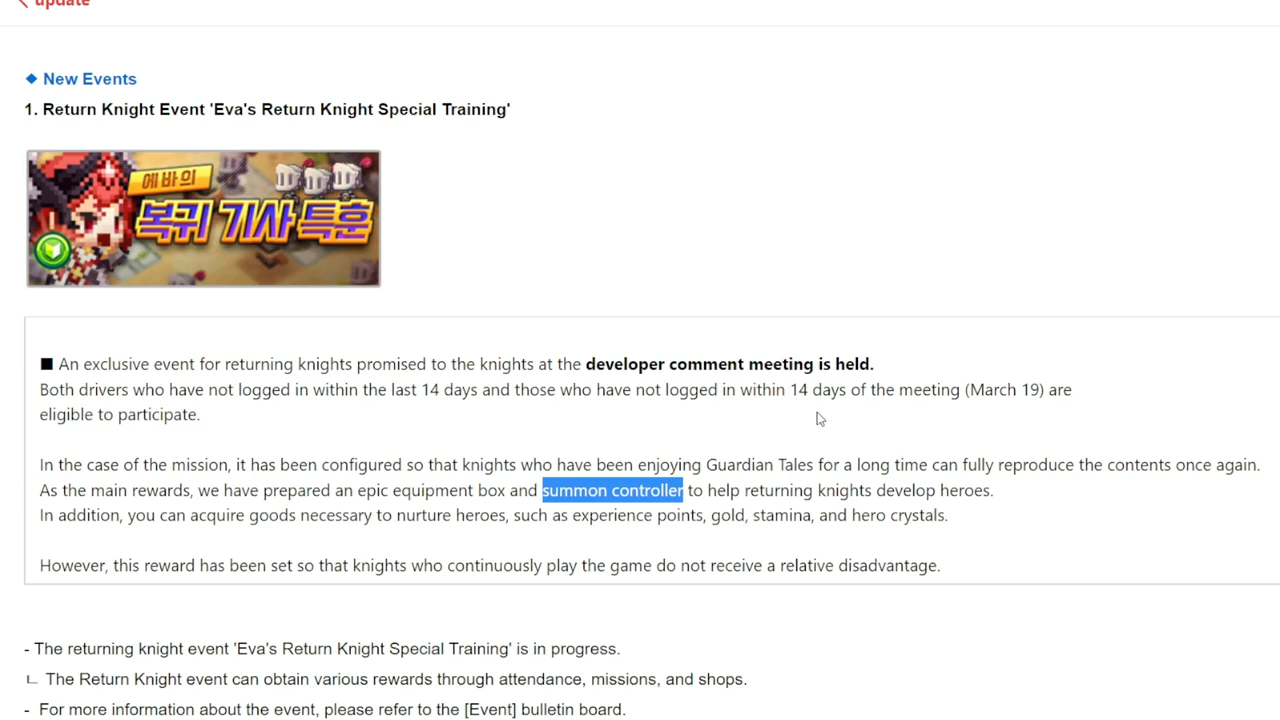 update
◆ New Events
1. Return Knight Event 'Eva's Return Knight Special Training'
에바의
복귀 기사 특훈
■ An exclusive event for returning knights promised to the knights at the developer comment meeting is held.
Both drivers who have not logged in within the last 14 days and those who have not logged in within 14 days of the meeting (March 19) are
eligible to participate.
In the case of the mission, it has been configured so that knights who have been enjoying Guardian Tales for a long time can fully reproduce the contents once again.
As the main rewards, we have prepared an epic equipment box and summon controller to help returning knights develop heroes.
In addition, you can acquire goods necessary to nurture heroes, such as experience points, gold, stamina, and hero crystals.
However, this reward has been set so that knights who continuously play the game do not receive a relative disadvantage.
- The returning knight event 'Eva's Return Knight Special Training' is in progress.
ㄴ The Return Knight event can obtain various rewards through attendance, missions, and shops.
- For more information about the event, please refer to the [Event] bulletin board.